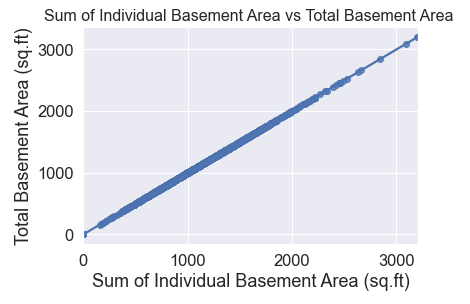 Sum of Individual Basement Area vs Total Basement Area
3000
2000
1000
0
Total Basement Area (sq.ft)
0 1000 2000 3000
Sum of Individual Basement Area (sq.ft)